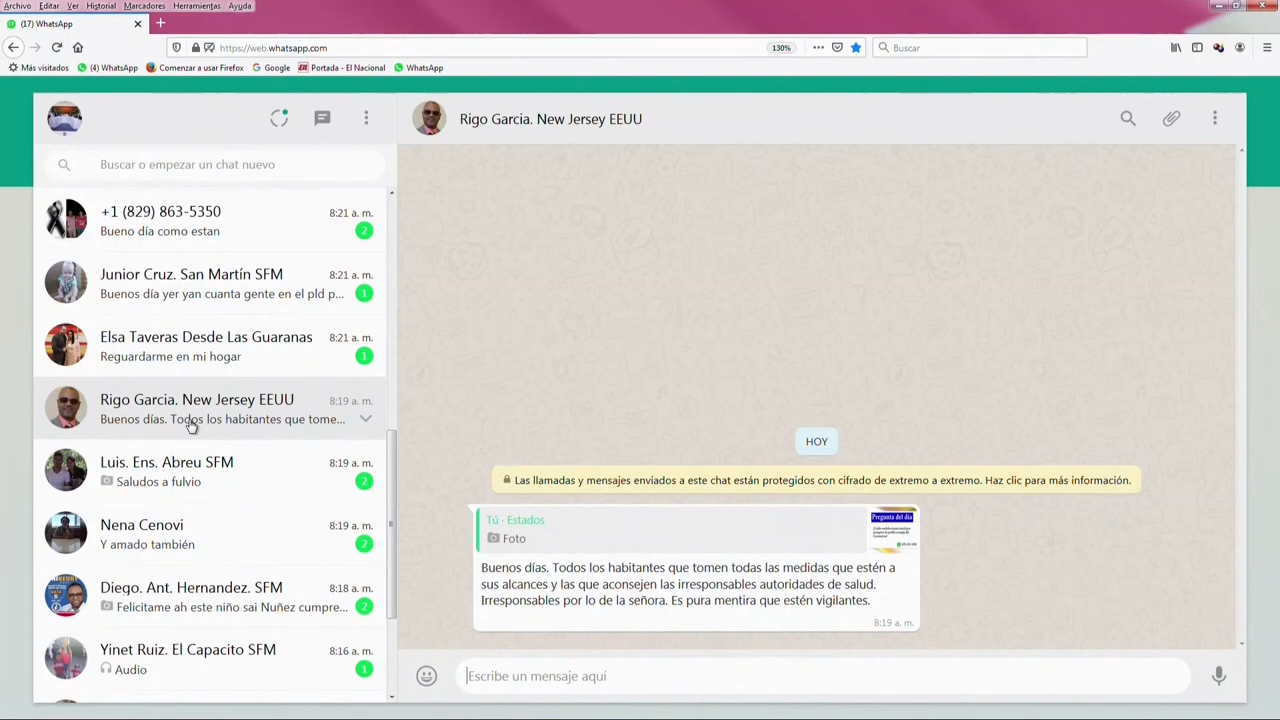 Archivo Editar Ver Historial Marcadores Herramientas Ayuda
(17) WhatsApp
https://web.whatsapp.com
130%
Buscar
Más visitados
(4) WhatsApp
Comenzar a usar Firefox
Google
Portada - El Nacional
WhatsApp
Rigo Garcia. New Jersey EEUU
Buscar o empezar un chat nuevo
+1 (829) 863-5350
8:21 a. m.
Bueno día como estan
2
Junior Cruz. San Martín SFM
8:21 a. m.
Buenos día yer yan cuanta gente en el pld p...
1
Elsa Taveras Desde Las Guaranas
8:21 a. m.
Reguardarme en mi hogar
1
Rigo Garcia. New Jersey EEUU
8:19 a. m.
Buenos días. Todos los habitantes que tome...
Luis. Ens. Abreu SFM
8:19 a. m.
Saludos a fulvio
2
Nena Cenovi
8:19 a. m.
Y amado también
2
Diego. Ant. Hernandez. SFM
8:18 a. m.
Felicitame ah este niño sai Nuñez cumpre...
2
Yinet Ruiz. El Capacito SFM
8:16 a. m.
Audio
1
HOY
Las llamadas y mensajes enviados a este chat están protegidos con cifrado de extremo a extremo. Haz clic para más información.
Tú · Estados
Foto
Pregunta del día
Buenos días. Todos los habitantes que tomen todas las medidas que estén a
sus alcances y las que aconsejen las irresponsables autoridades de salud.
Irresponsables por lo de la señora. Es pura mentira que estén vigilantes.
8:19 a. m.
Escribe un mensaje aquí